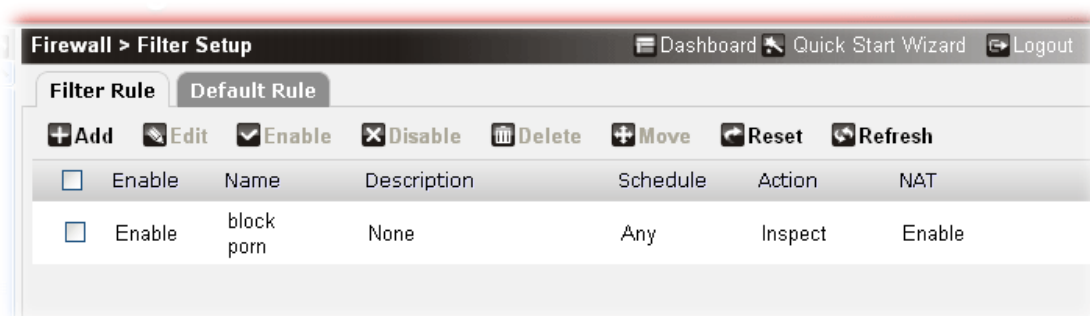 Firewall > Filter Setup Dashboard Quick Start Wizard Logout
Filter Rule Default Rule
Add Edit Enable Disable Delete Move Reset Refresh
Enable Name Description Schedule Action NAT
Enable block porn None Any Inspect Enable